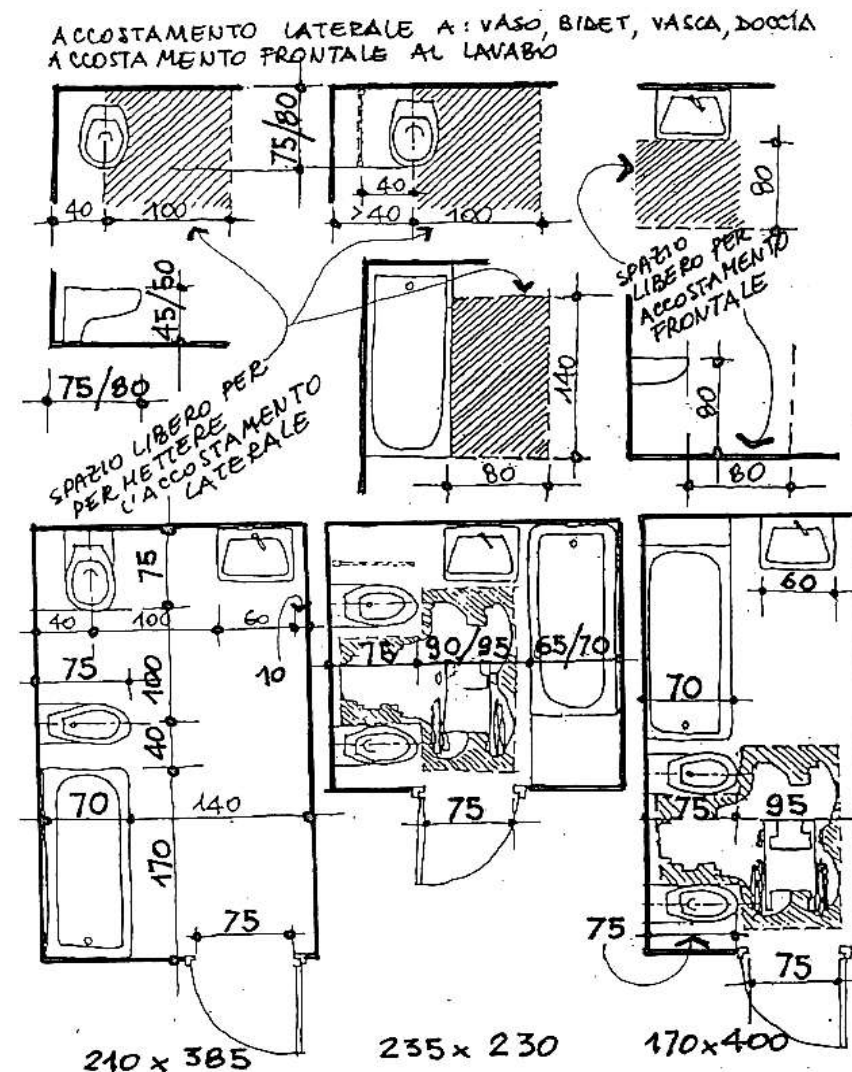 ACCOSTAMENTO LATERALE A: VASO, BIDET, VASCA, DOCCIA
ACCOSTAMENTO FRONTALE AL LAVABO
75/80
40
100
40
>40
100
80
SPAZIO
LIBERO PER
ACCOSTAMENTO
FRONTALE
45/50
75/80
SPAZIO LIBERO PER
PERMETTERE
L'ACCOSTAMENTO
LATERALE
140
80
80
80
75
40
100
60
10
75
100
40
70
140
170
75
210 x 385
75
90/95
65/70
75
235 x 230
60
70
75
95
75
75
170x400